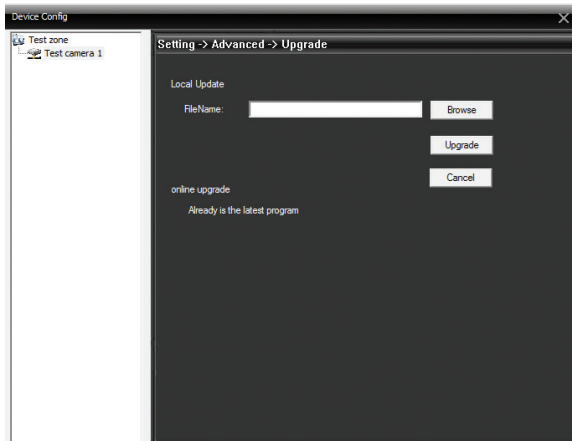 Device Config
Test zone
Test camera 1
Setting -> Advanced -> Upgrade
Local Update
FileName:
Browse
Upgrade
Cancel
online upgrade
Already is the latest program